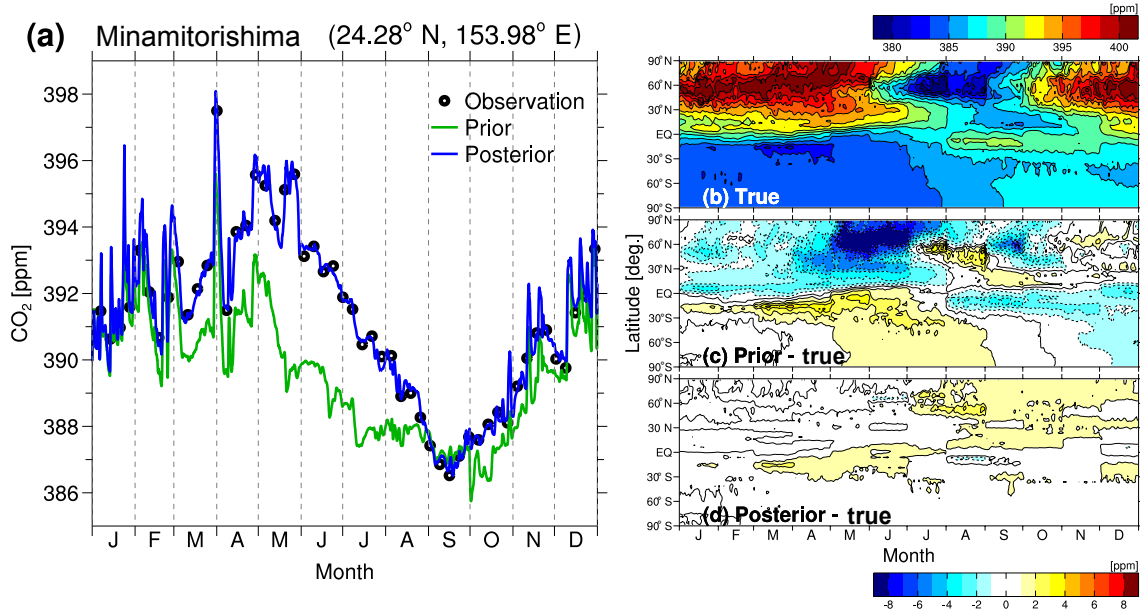 (a) Minamitorishima (24.28° N, 153.98° E)
398
396
394
392
390
388
386
CO2 [ppm]
Observation
Prior
Posterior
J F M A M J J A S O N D
Month
[ppm]
380 385 390 395 400
90° N
60° N
30° N
EQ
30° S
60° S
90° S
(b) True
90° N
60° N
30° N
EQ
30° S
60° S
90° S
(c) Prior - true
Latitude [deg.]
90° N
60° N
30 N
EQ
30° S
60° S
90° S
(d) Posterior - true
J F M A M J J A S O N D
Month
[ppm]
-8 -6 -4 -2 0 2 4 6 8